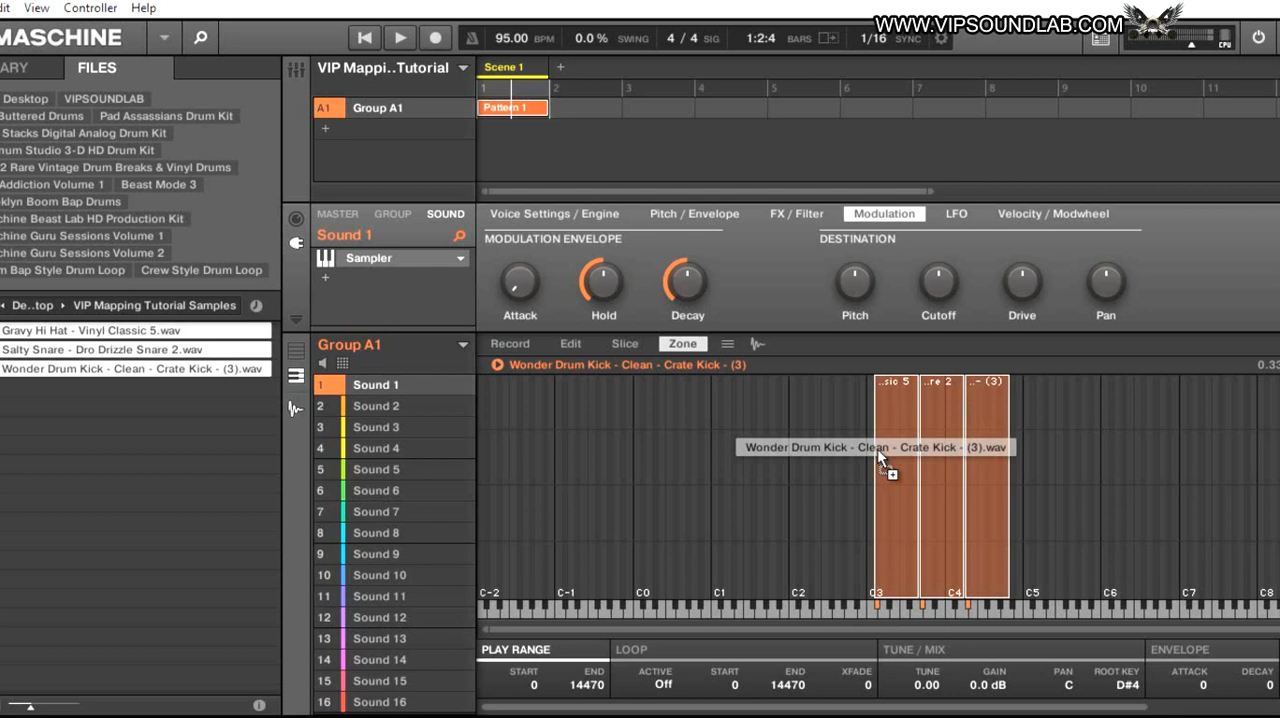 dit View Controller Help
WWW.VIPSOUNDLAB.COM
MASCHINE
95.00 BPM 0.0% SWING 4 / 4 SIG 1:2:4 BARS 1/16 SYNC CPU
ARY FILES
VIP Mappi..Tutorial
Scene 1 +
1 2 3 4 5 6 7 8 9 10 11
Desktop VIPSOUNDLAB
A1 Group A1 Pattern 1
Buttered Drums Pad Assassians Drum Kit
+
Stacks Digital Analog Drum Kit
num Studio 3-D HD Drum Kit
2 Rare Vintage Drum Breaks & Vinyl Drums
Addiction Volume 1 Beast Mode 3
klyn Boom Bap Drums
chine Beast Lab HD Production Kit
chine Guru Sessions Volume 1
chine Guru Sessions Volume 2
m Bap Style Drum Loop Crew Style Drum Loop
MASTER GROUP SOUND
Voice Settings / Engine Pitch / Envelope FX / Filter Modulation LFO Velocity / Modwheel
Sound 1
MODULATION ENVELOPE DESTINATION
Sampler
+
Attack Hold Decay Pitch Cutoff Drive Pan
De..top VIP Mapping Tutorial Samples
Gravy Hi Hat - Vinyl Classic 5.wav
Salty Snare - Dro Drizzle Snare 2.wav
Wonder Drum Kick - Clean - Crate Kick - (3).wav
Group A1
Record Edit Slice Zone
Wonder Drum Kick - Clean - Crate Kick - (3) 0.33
..sic 5 ..re 2 ..- (3)
Wonder Drum Kick - Clean - Crate Kick - (3).wav
1 Sound 1
2 Sound 2
3 Sound 3
4 Sound 4
5 Sound 5
6 Sound 6
7 Sound 7
8 Sound 8
9 Sound 9
10 Sound 10
11 Sound 11
12 Sound 12
13 Sound 13
14 Sound 14
15 Sound 15
16 Sound 16
C-2 C-1 C0 C1 C2 C3 C4 C5 C6 C7 C8
PLAY RANGE LOOP TUNE / MIX ENVELOPE
START END ACTIVE START END XFADE TUNE GAIN PAN ROOT KEY ATTACK DECAY
0 14470 Off 0 14470 0 0.00 0.0 dB C D#4 0 0